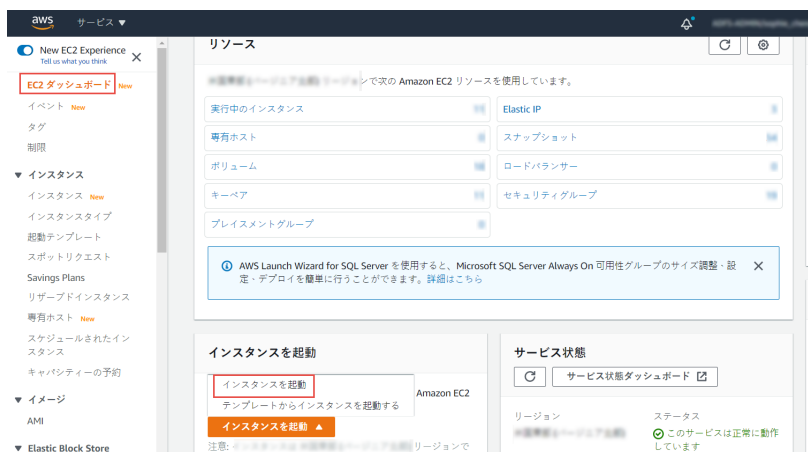 aws
サービス ▼
New EC2 Experience
Tell us what you think
EC2 ダッシュボード New
イベント New
タグ
制限
▼ インスタンス
インスタンス New
インスタンスタイプ
起動テンプレート
スポットリクエスト
Savings Plans
リザーブドインスタンス
専有ホスト New
スケジュールされたイン
スタンス
キャパシティーの予約
▼ イメージ
AMI
▼ Elastic Block Store
リソース
ンで次の Amazon EC2 リソースを使用しています。
実行中のインスタンス
Elastic IP
専有ホスト
スナップショット
ボリューム
ロードバランサー
キーペア
セキュリティグループ
プレイスメントグループ
AWS Launch Wizard for SQL Server を使用すると、Microsoft SQL Server Always On 可用性グループのサイズ調整・設
定・デプロイを簡単に行うことができます。詳細はこちら
インスタンスを起動
インスタンスを起動
Amazon EC2
テンプレートからインスタンスを起動する
インスタンスを起動 ▲
注意:
リージョンで
サービス状態
サービス状態ダッシュボード
リージョン
ステータス
このサービスは正常に動作
しています